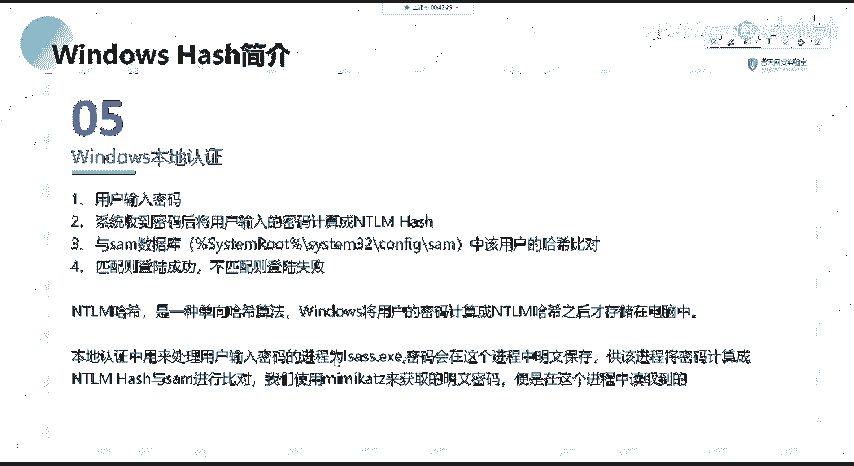 Windows Hash简介
05
Windows本地认证
1、用户输入密码
2、系统收到密码后将用户输入的密码计算成NTLM Hash
3、与sam数据库（%SystemRoot%\system32\config\sam）中该用户的哈希比对
4、匹配则登陆成功，不匹配则登陆失败
NTLM哈希，是一种单向哈希算法，Windows将用户的密码计算成NTLM哈希之后才存储在电脑中。
本地认证中用来处理用户输入密码的进程为lsass.exe,密码会在这个进程中明文保存，供该进程将密码计算成
NTLM Hash与sam进行比对，我们使用mimikatz来获取的明文密码，便是在这个进程中读取到的